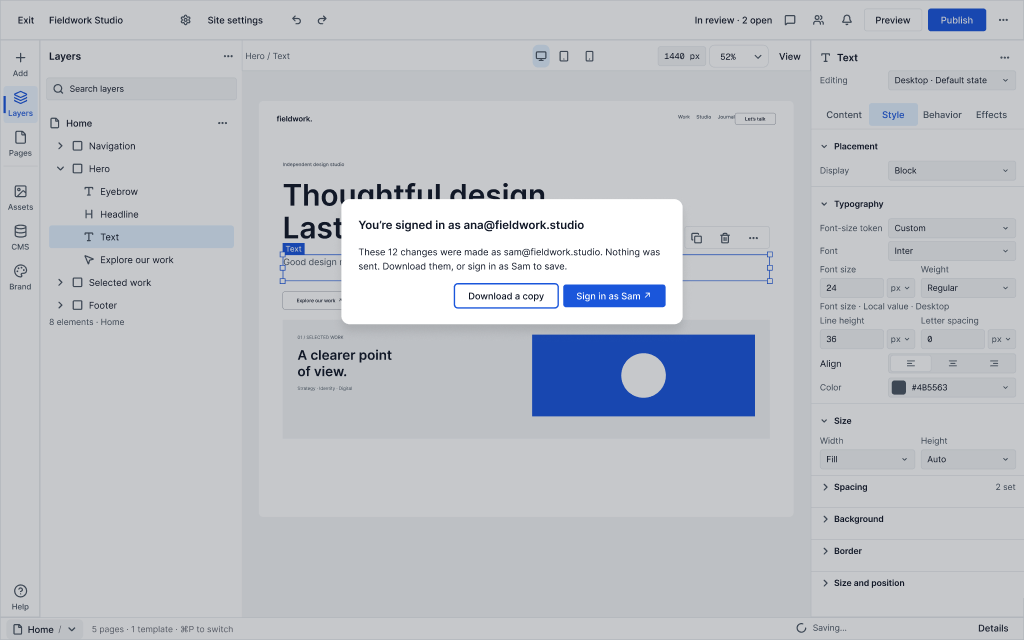 Exit Fieldwork Studio Site settings In review · 2 open Preview Publish
Add
Layers
Pages
Assets
CMS
Brand
Help
Layers
Search layers
Home
Navigation
Hero
Eyebrow
Headline
Text
Explore our work
Selected work
Footer
8 elements · Home
Hero / Text 1440 px 52% View
fieldwork. Work Studio Journal Let's talk
Independent design studio
Thoughtful design.
Last
Text
Good design
Explore our work ↗
01 / SELECTED WORK
A clearer point
of view.
Strategy · Identity · Digital
You're signed in as ana@fieldwork.studio
These 12 changes were made as sam@fieldwork.studio. Nothing was
sent. Download them, or sign in as Sam to save.
Download a copy Sign in as Sam ↗
Text
Editing Desktop · Default state
Content Style Behavior Effects
Placement
Display Block
Typography
Font-size token Custom
Font Inter
Font size Weight
24 px Regular
Font size · Local value · Desktop
Line height Letter spacing
36 px 0 px
Align
Color #4B5563
Size
Width Height
Fill Auto
Spacing 2 set
Background
Border
Size and position
Home / 5 pages · 1 template · ⌘P to switch Saving... Details